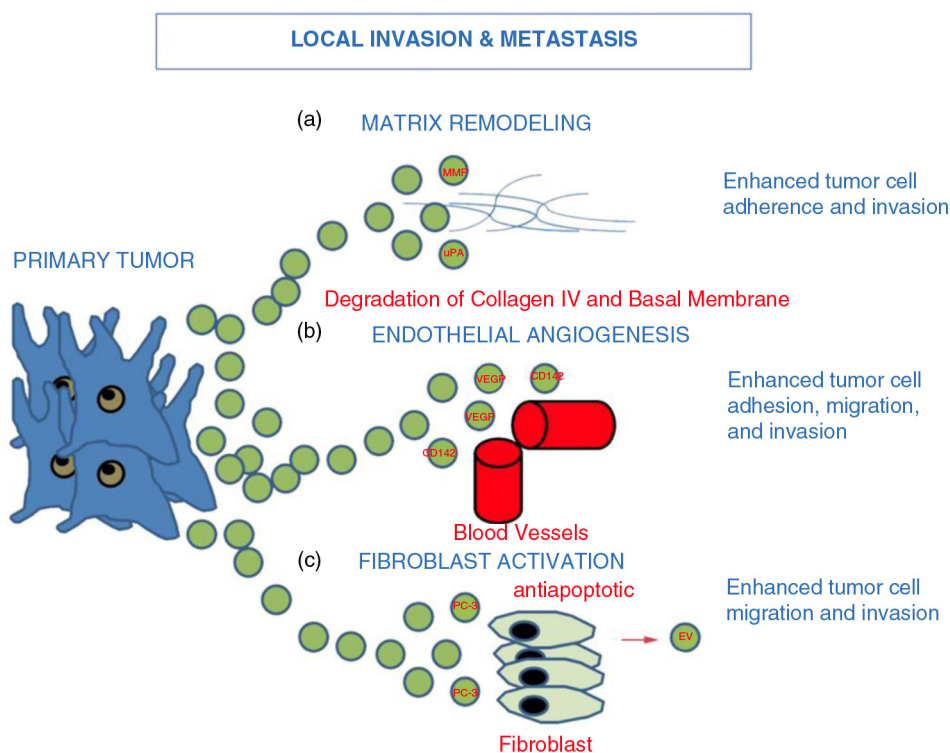 LOCAL INVASION & METASTASIS
(a) MATRIX REMODELING
MMP
uPA
Enhanced tumor cell
adherence and invasion
PRIMARY TUMOR
Degradation of Collagen IV and Basal Membrane
(b) ENDOTHELIAL ANGIOGENESIS
VEGP
CD142
VEGP
CD142
Enhanced tumor cell
adhesion, migration,
and invasion
Blood Vessels
(c) FIBROBLAST ACTIVATION
antiapoptotic
PC-3
EV
PC-3
Enhanced tumor cell
migration and invasion
Fibroblast